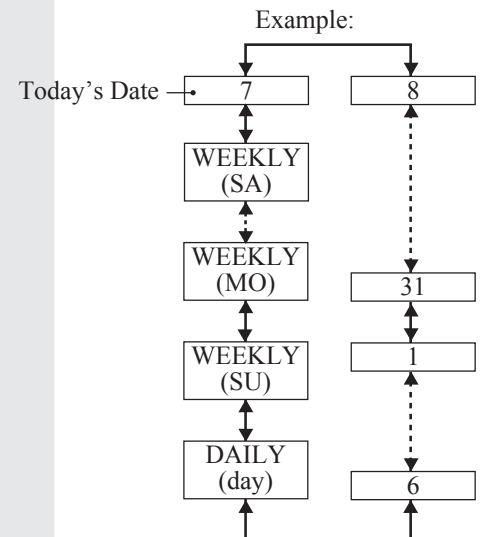 Example:
Today's Date
7
8
WEEKLY
(SA)
WEEKLY
(MO)
31
WEEKLY
(SU)
1
DAILY
(day)
6